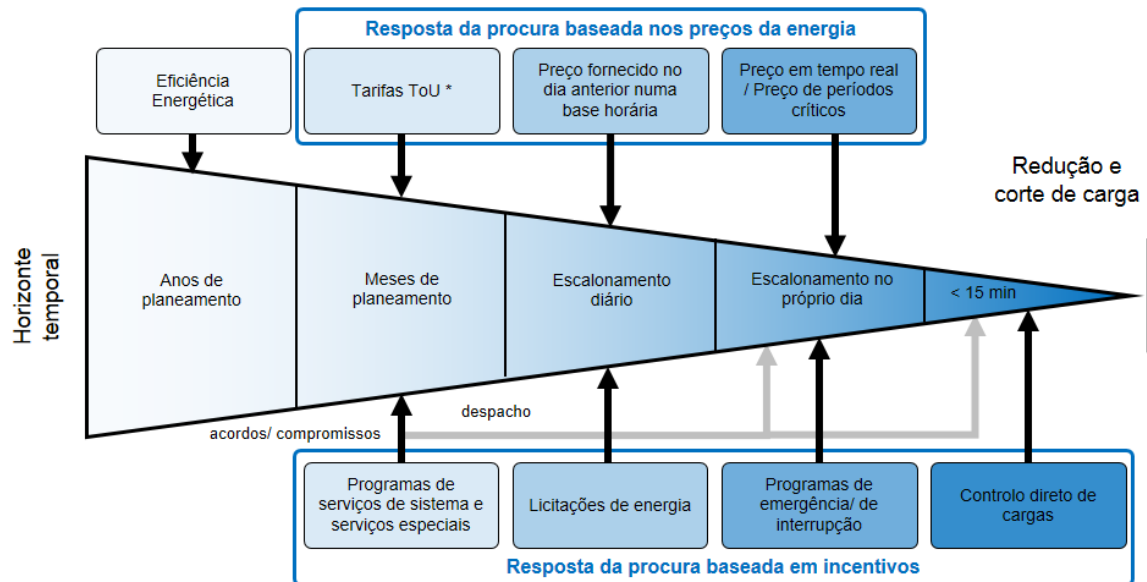 Resposta da procura baseada nos preços da energia
Eficiência
Energética
Tarifas ToU *
Preço fornecido no
dia anterior numa
base horária
Preço em tempo real
/ Preço de períodos
críticos
Redução e
corte de carga
Horizonte
temporal
Anos de
planeamento
Meses de
planeamento
Escalonamento
diário
Escalonamento no
próprio dia
< 15 min
despacho
acordos/ compromissos
Programas de
serviços de sistema e
serviços especiais
Licitações de energia
Programas de
emergência/ de
interrupção
Controlo direto de
cargas
Resposta da procura baseada em incentivos